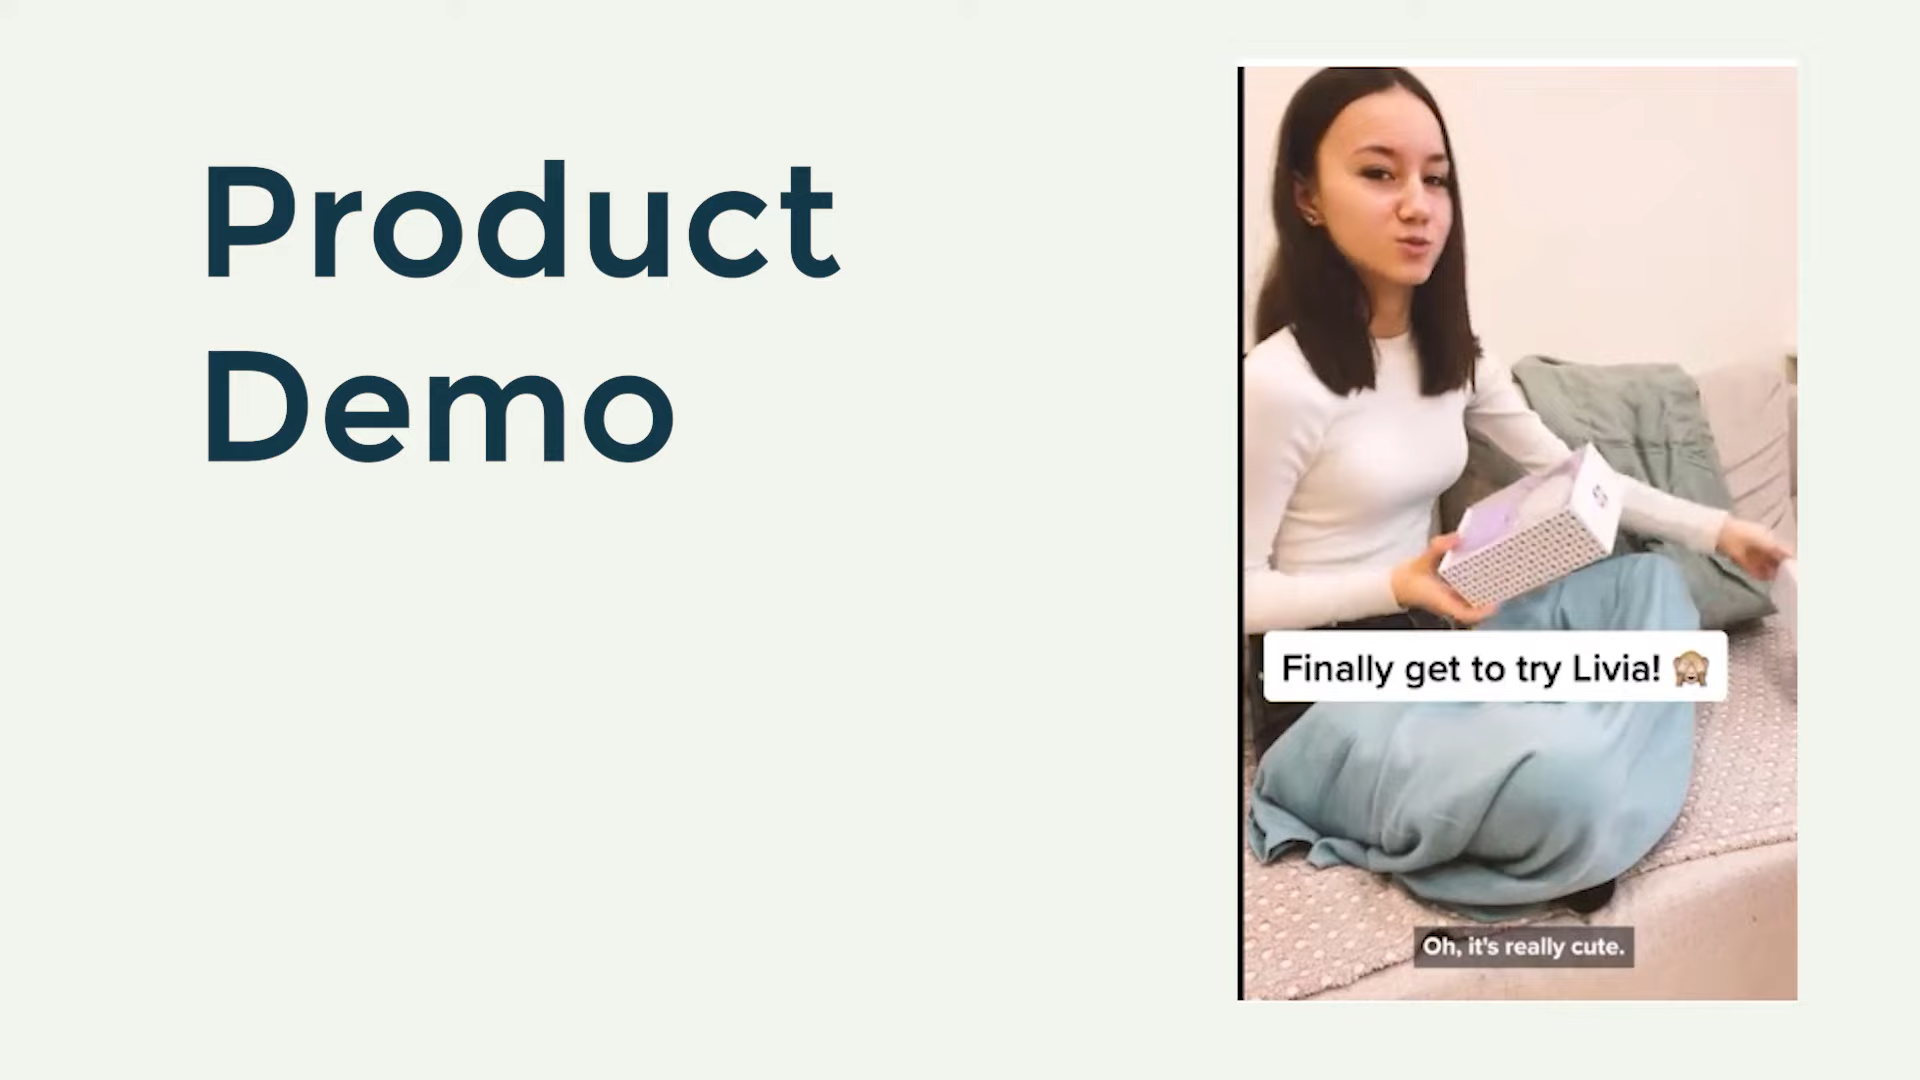 Product
Demo
Finally get to try Livia! 🙈
Oh, it's really cute.